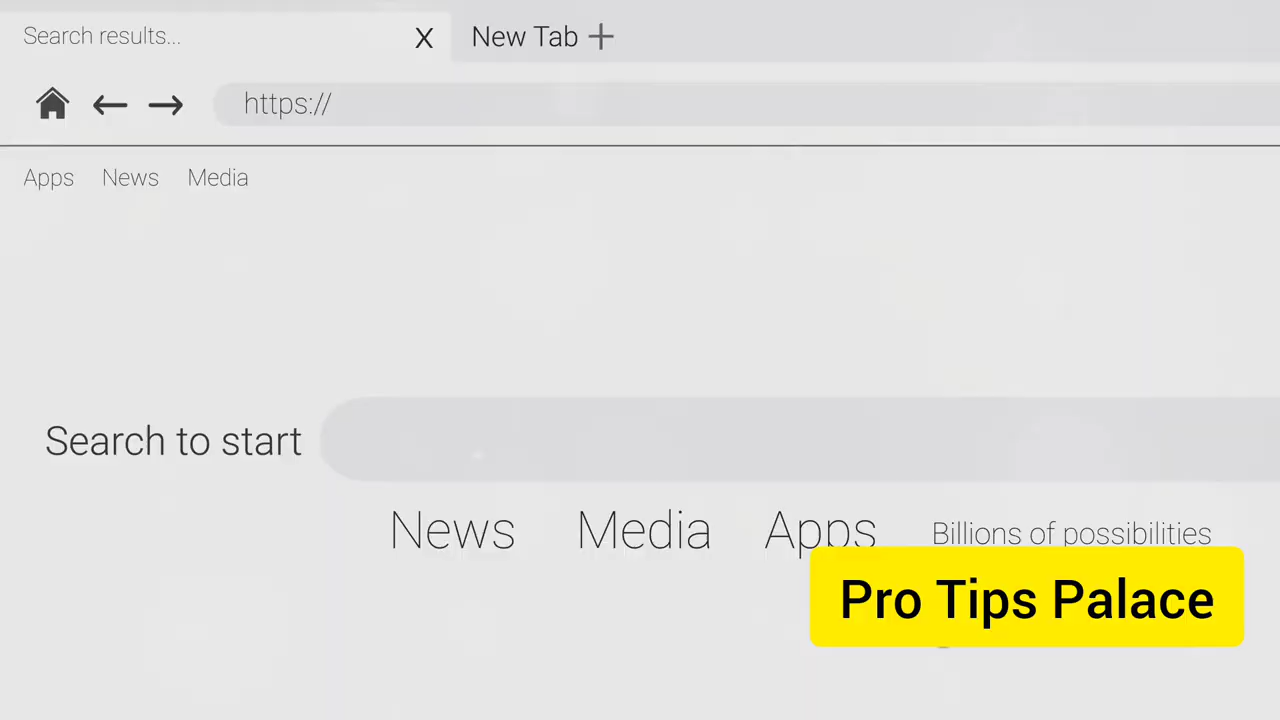 Search results... X New Tab +
https://
Apps News Media
Search to start
News Media Apps Billions of possibilities
Pro Tips Palace